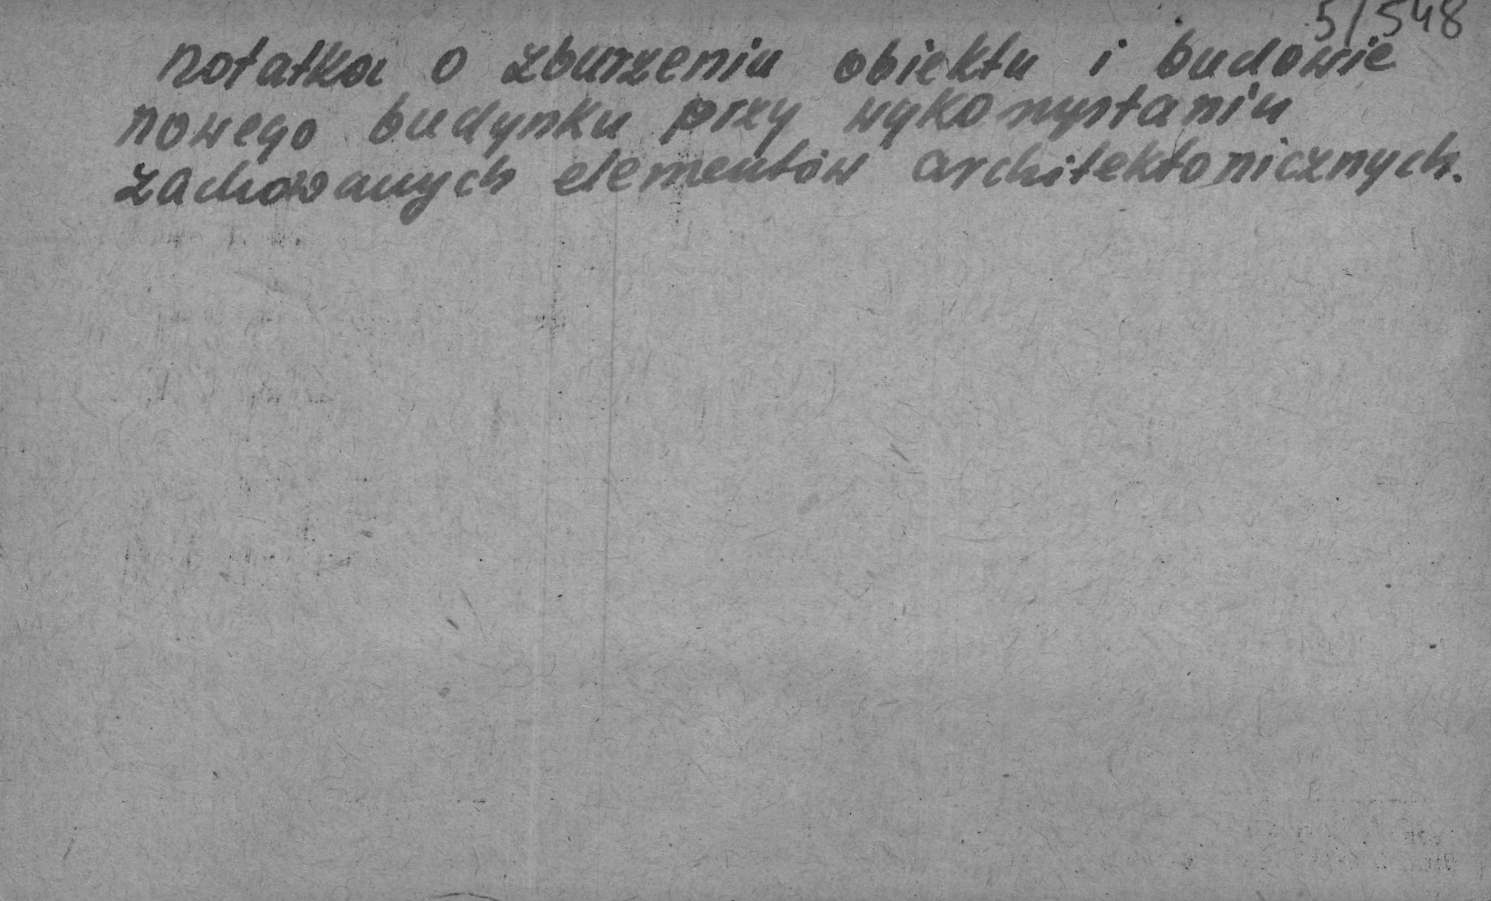 5/548
notatka o zburzeniu obiektu i budowie
nowego budynku przy wykorzystaniu
zachowanych elementów architektonicznych.